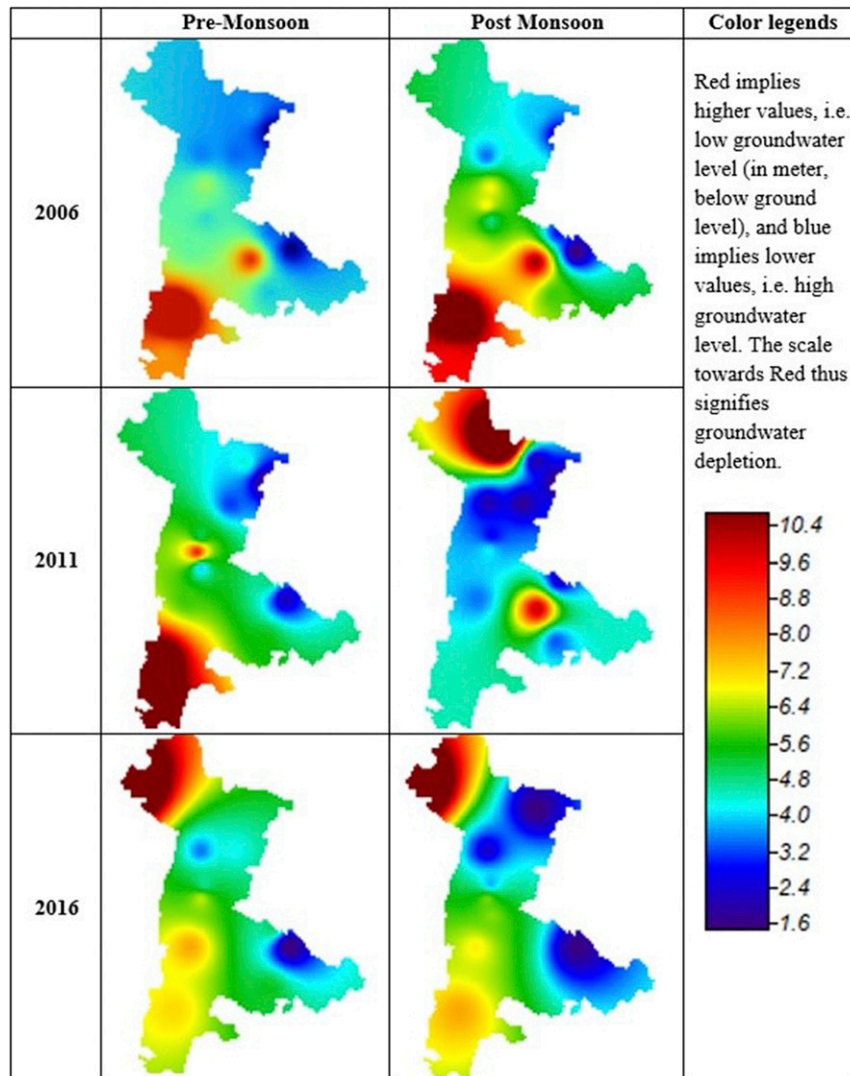 Pre-Monsoon
Post Monsoon
Color legends
2006
Red implies
higher values, i.e.
low groundwater
level (in meter,
below ground
level), and blue
implies lower
values, i.e. high
groundwater
level. The scale
towards Red thus
signifies
groundwater
depletion.
2011
10.4
9.6
8.8
8.0
7.2
6.4
5.6
4.8
4.0
3.2
2.4
1.6
2016